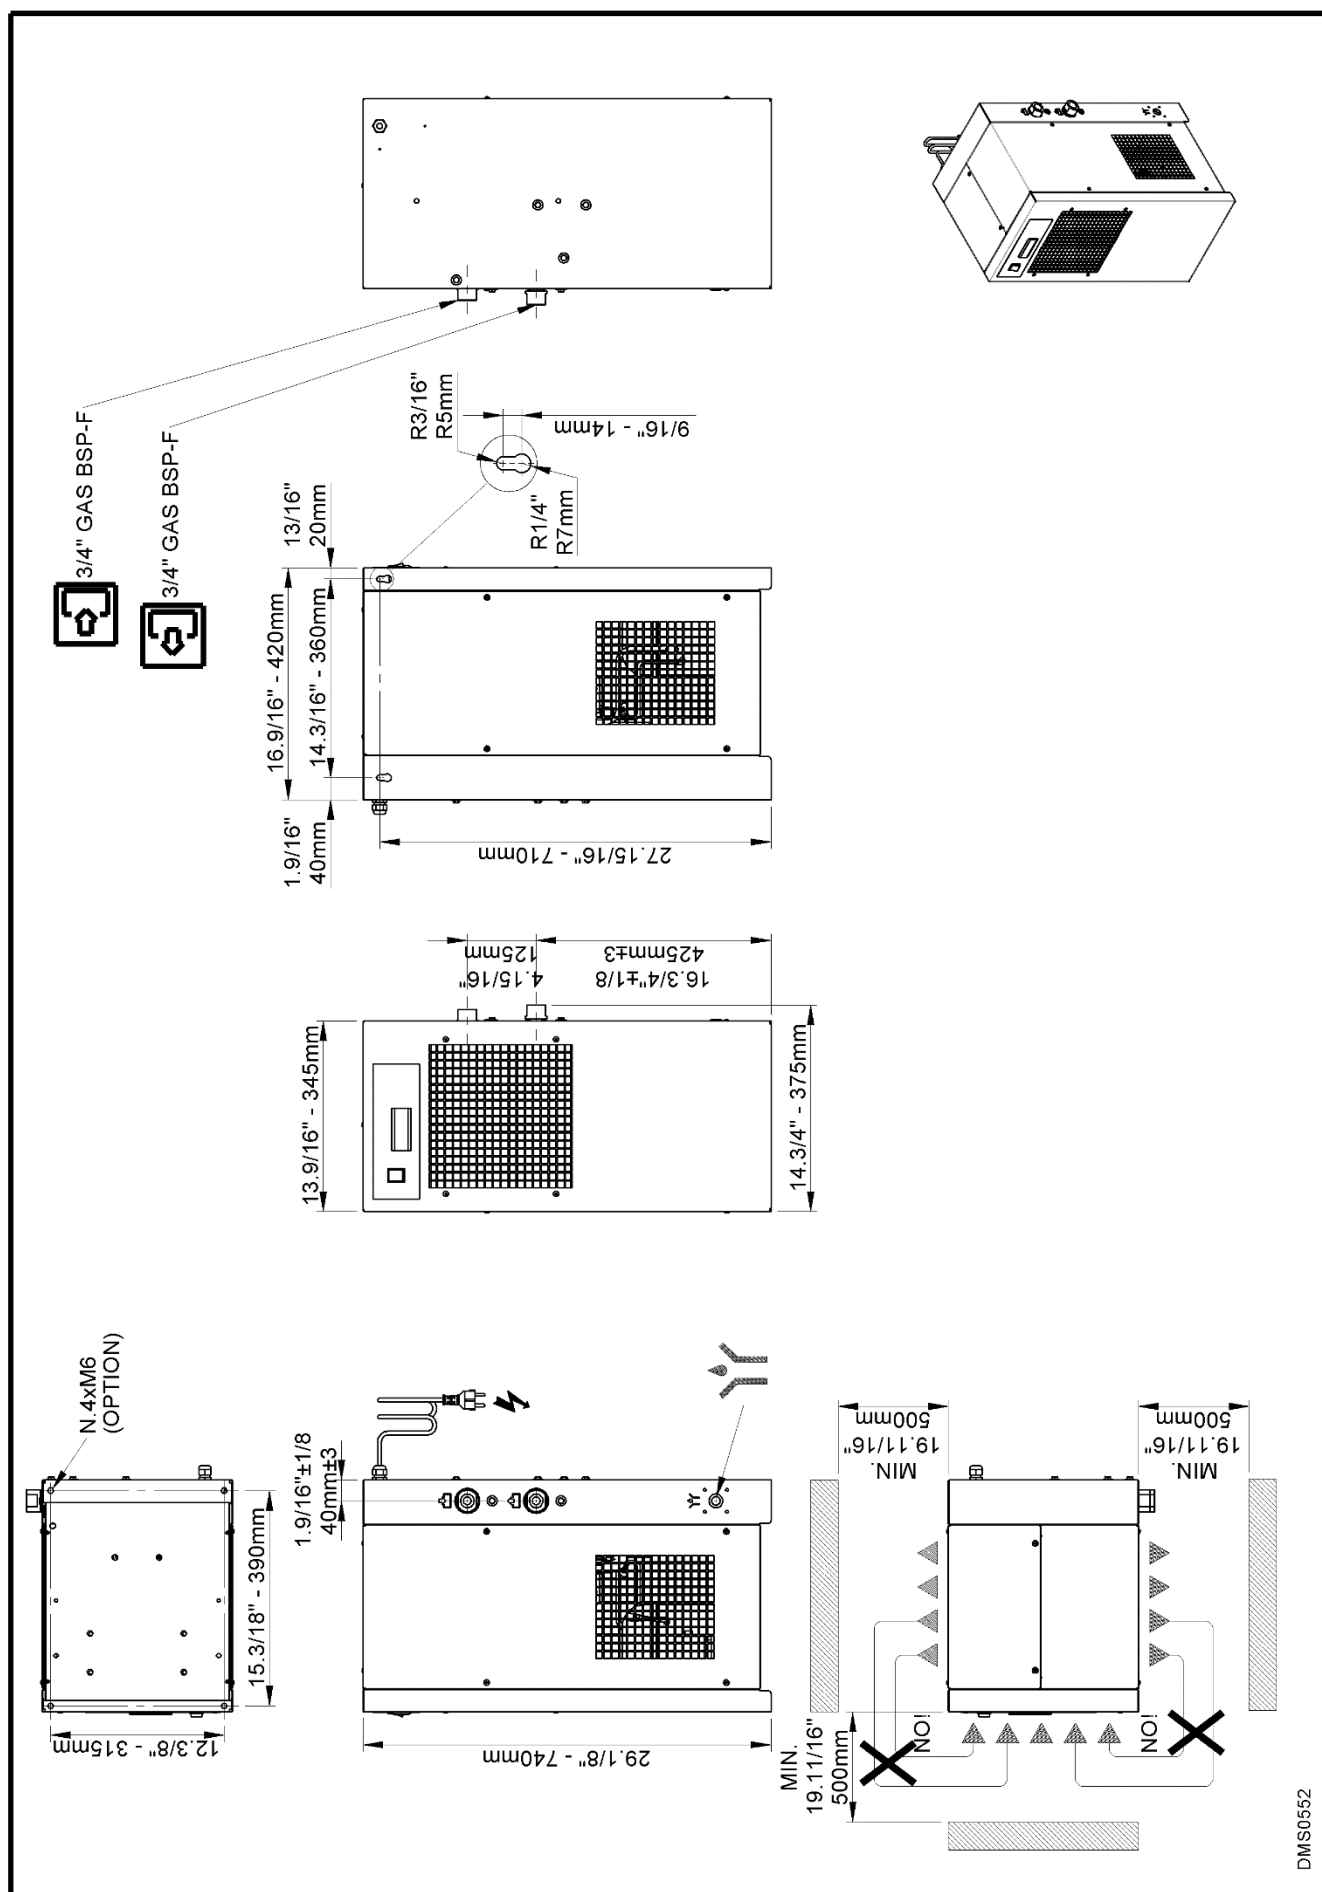 3/4" GAS BSP-F
3/4" GAS BSP-F
R3/16"
R5mm
9/16" - 14mm
R1/4"
R7mm
13/16"
20mm
16.9/16" - 420mm
14.3/16" - 360mm
1.9/16"
40mm
27.15/16" - 710mm
4.15/16"
125mm
16.3/4"±1/8
425mm±3
13.9/16" - 345mm
14.3/4" - 375mm
N.4xM6
(OPTION)
15.3/18" - 390mm
12.3/8" - 315mm
1.9/16"±1/8
40mm±3
29.1/8" - 740mm
MIN.
19.11/16"
500mm
MIN.
19.11/16"
500mm
MIN.
19.11/16"
500mm
NO!
NO!
DMS0552